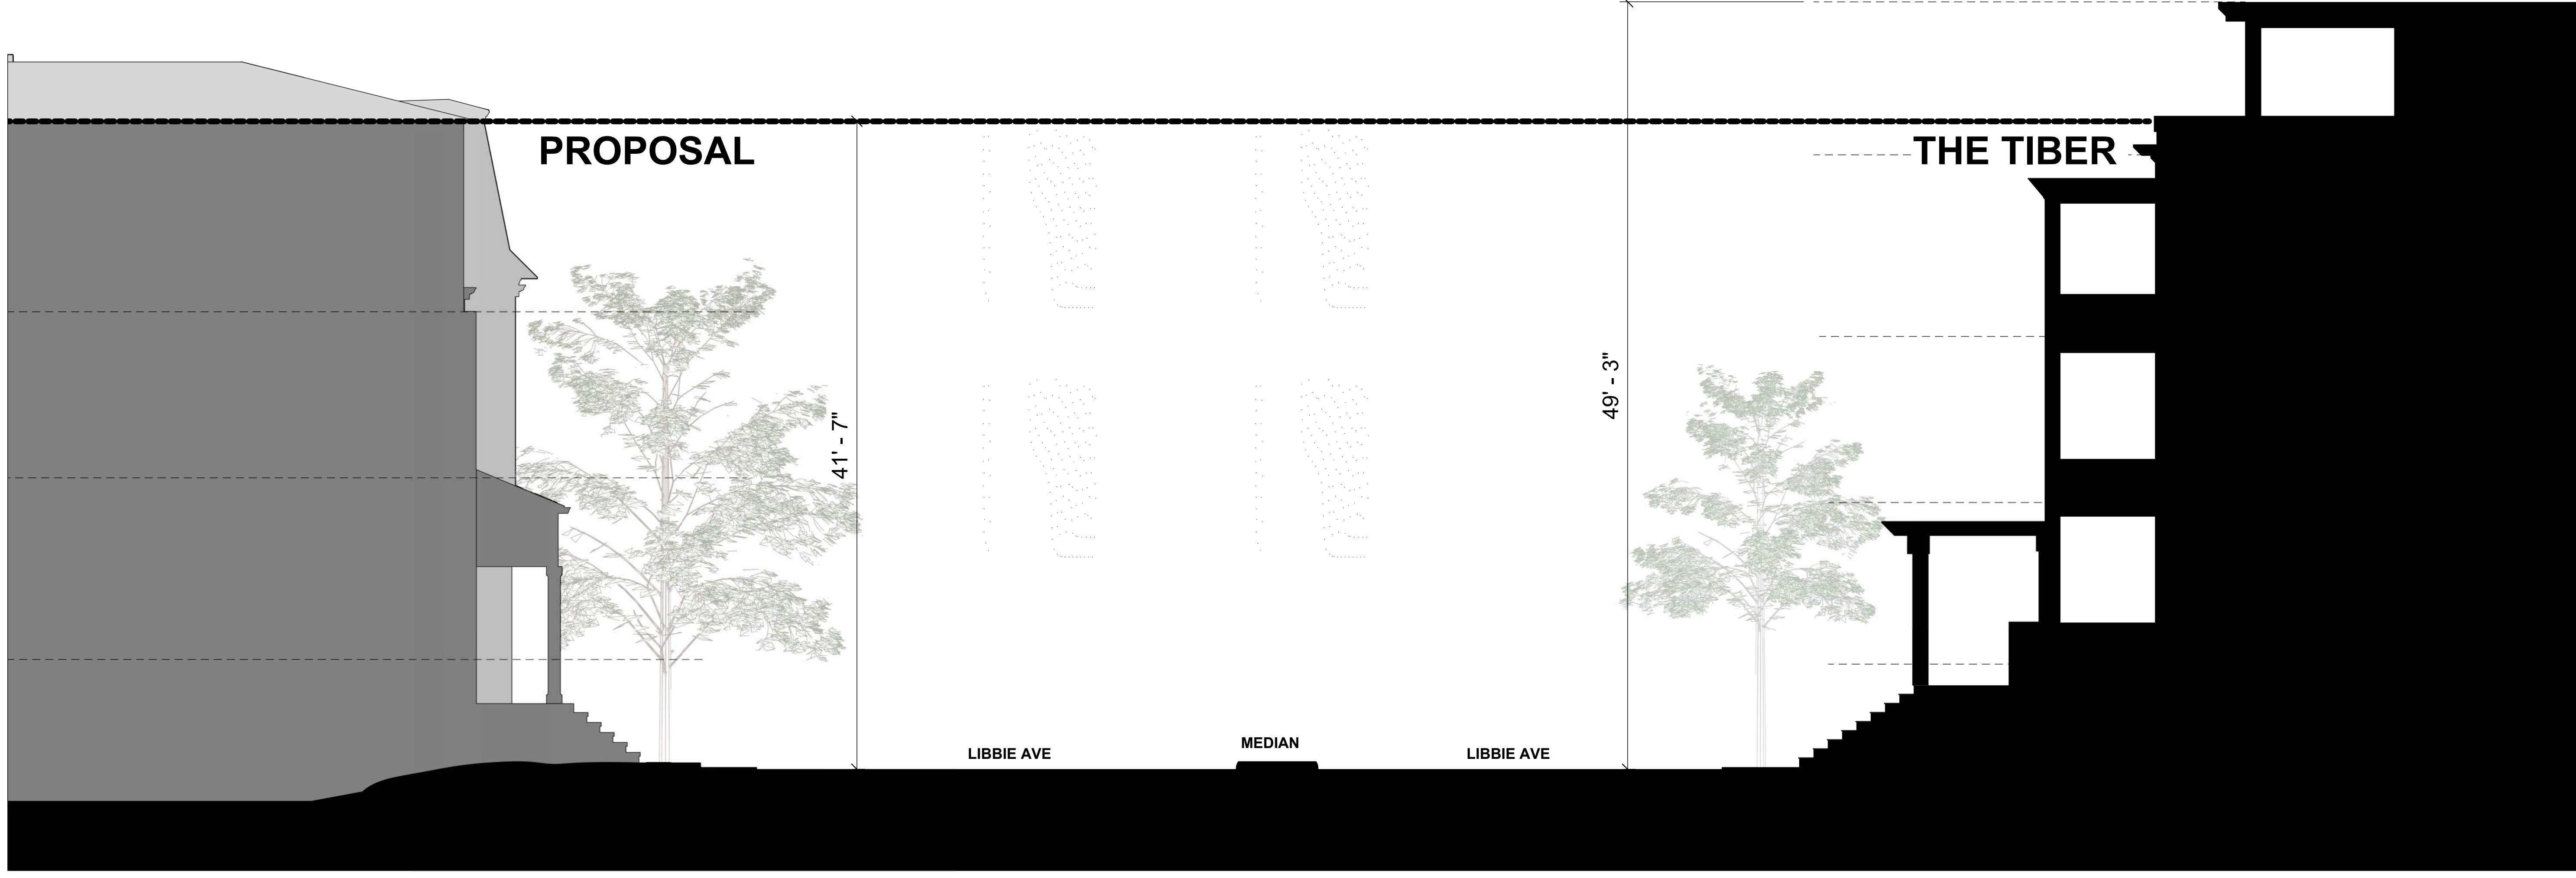 PROPOSAL
THE TIBER
41' - 7"
49' - 3"
LIBBIE AVE
MEDIAN
LIBBIE AVE